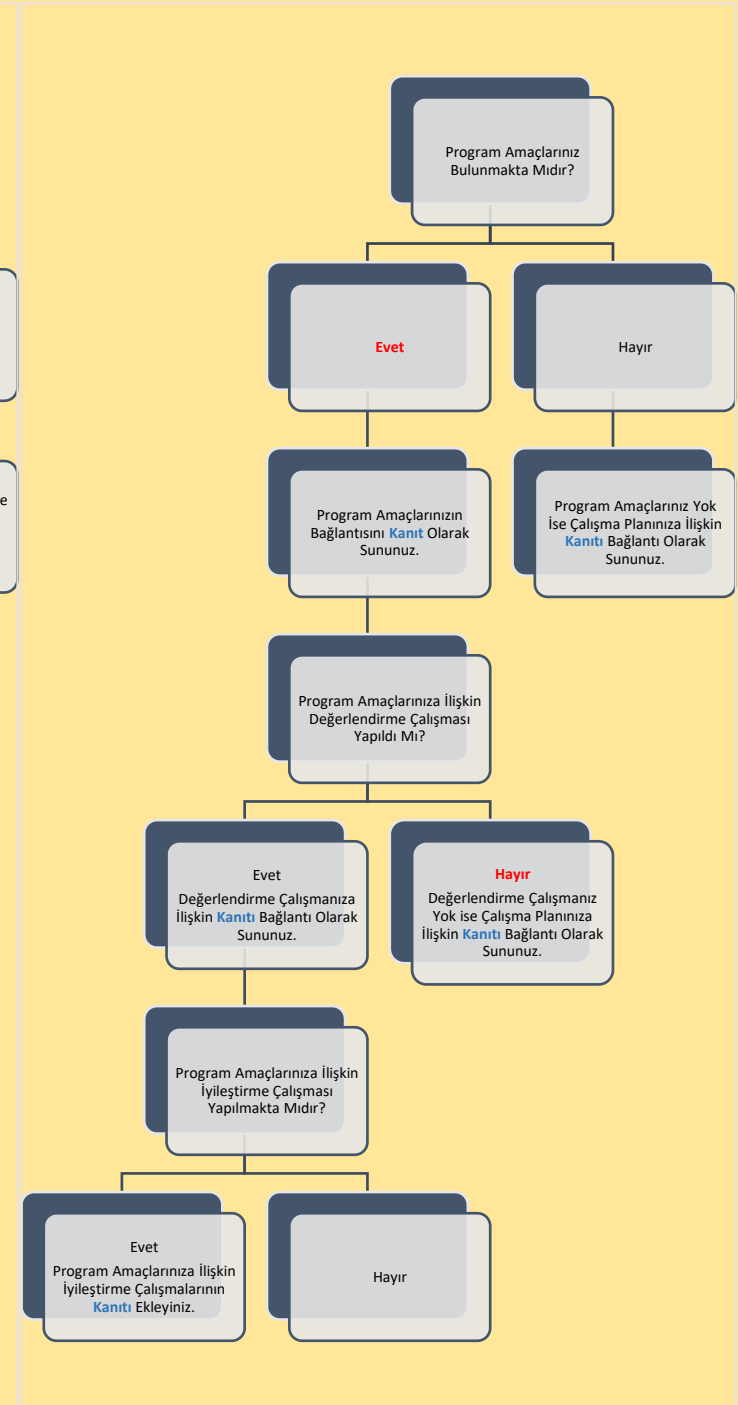 Program Amaçlarınız
Bulunmakta Mıdır?
Evet
Hayır
Program Amaçlarınızın
Bağlantısını Kanıt Olarak
Sununuz.
Program Amaçlarınız Yok
İse Çalışma Planınıza İlişkin
Kanıtı Bağlantı Olarak
Sununuz.
Program Amaçlarınıza İlişkin
Değerlendirme Çalışması
Yapıldı Mı?
Evet
Değerlendirme Çalışmanıza
İlişkin Kanıtı Bağlantı Olarak
Sununuz.
Hayır
Değerlendirme Çalışmanız
Yok ise Çalışma Planınıza
İlişkin Kanıtı Bağlantı Olarak
Sununuz.
Program Amaçlarınıza İlişkin
İyileştirme Çalışması
Yapılmakta Mıdır?
Evet
Program Amaçlarınıza İlişkin
İyileştirme Çalışmalarının
Kanıtı Ekleyiniz.
Hayır